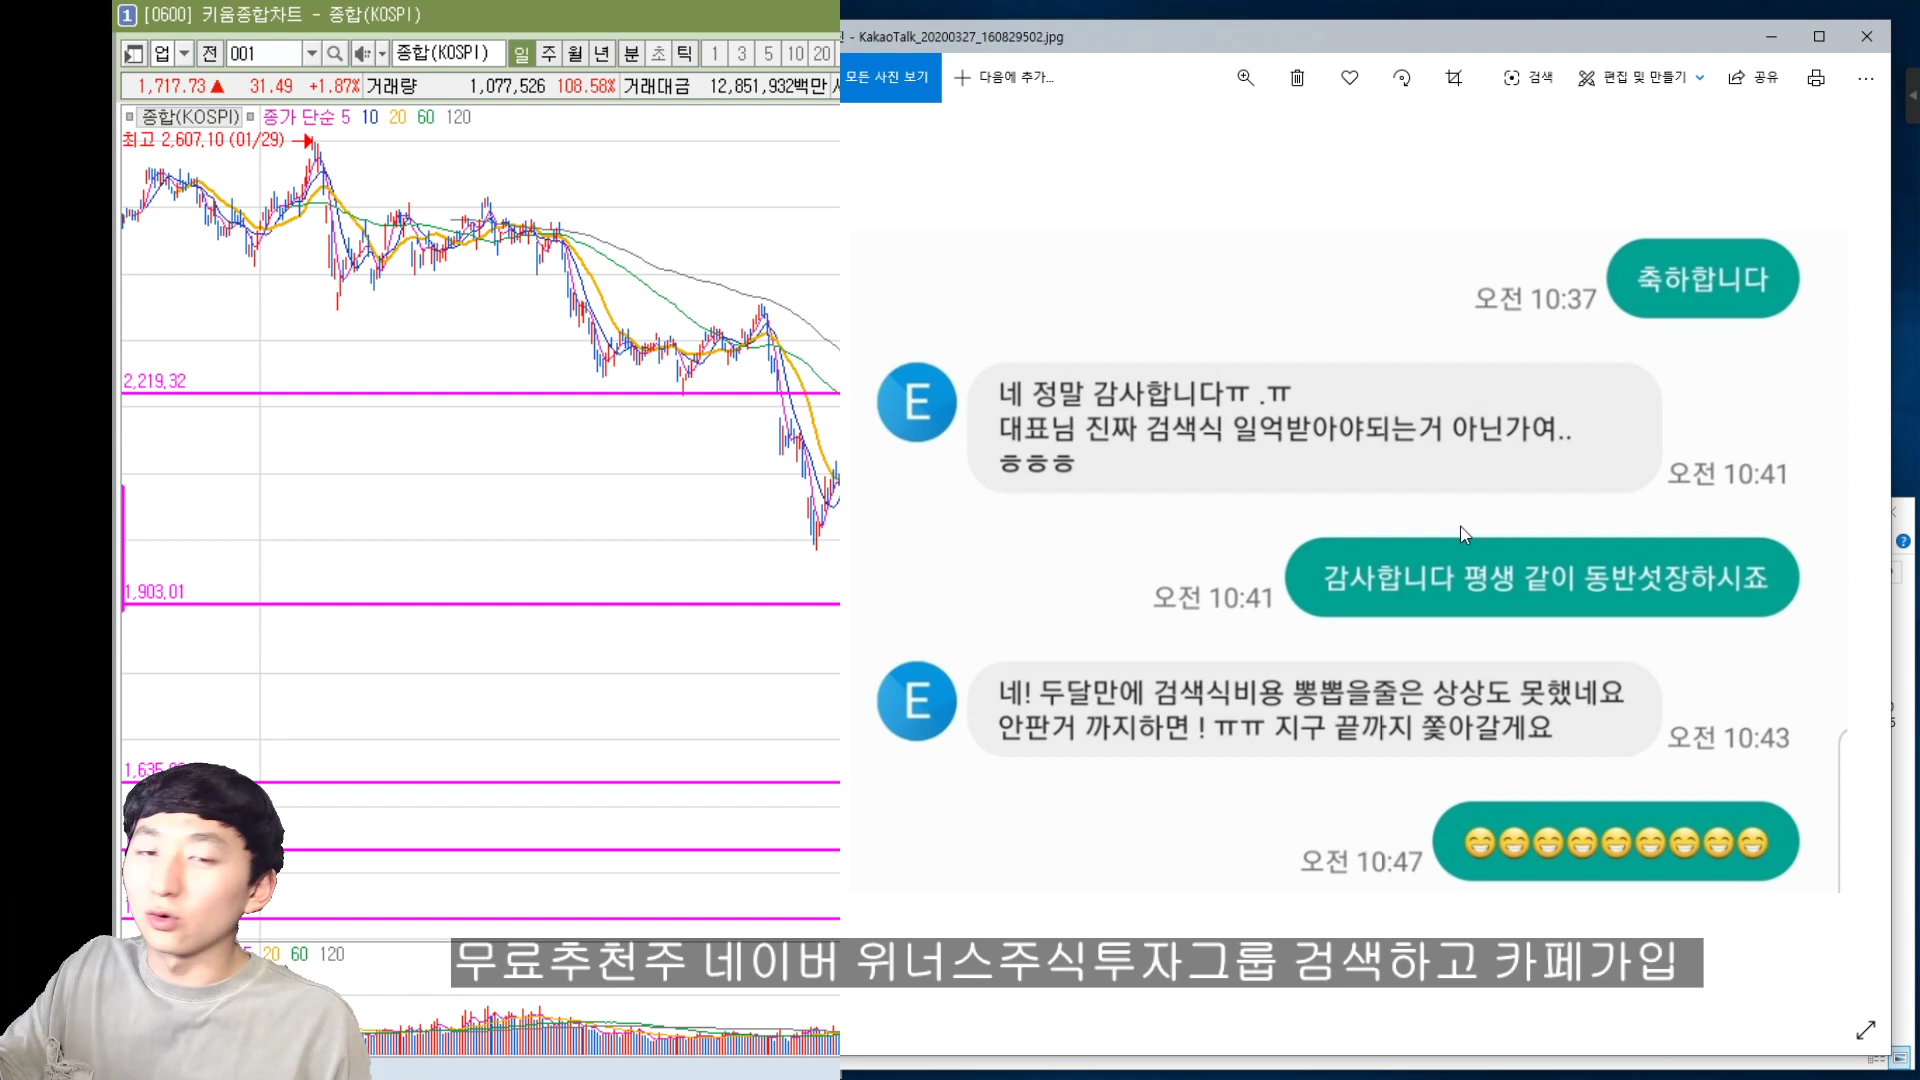 1 [0600] 키움종합차트 - 종합(KOSPI)
업 전 001 종합(KOSPI) 일 주 월 년 분 초 틱 1 3 5 10 20
1,717.73▲ 31.49 +1.87% 거래량 1,077,526 108.58% 거래대금 12,851,932백만
종합(KOSPI) 종가 단순 5 10 20 60 120
최고 2,607.10 (01/29)
2,219.32
1,903.01
20 60 120
- KakaoTalk_20200327_160829502.jpg
모든 사진 보기 + 다음에 추가... 검색 편집 및 만들기 공유
축하합니다
오전 10:37
E
네 정말 감사합니다ㅠ .ㅠ
대표님 진짜 검색식 일억받아야되는거 아닌가여..
흥흥흥
오전 10:41
감사합니다 평생 같이 동반성장하시죠
오전 10:41
E
네! 두달만에 검색식비용 뽕뽑을줄은 상상도 못했네요
안판거 까지하면 ! ㅠㅠ 지구 끝까지 쫓아갈게요
오전 10:43
😁😁😁😁😁😁😁😁😁
오전 10:47
무료추천주 네이버 위너스주식투자그룹 검색하고 카페가입